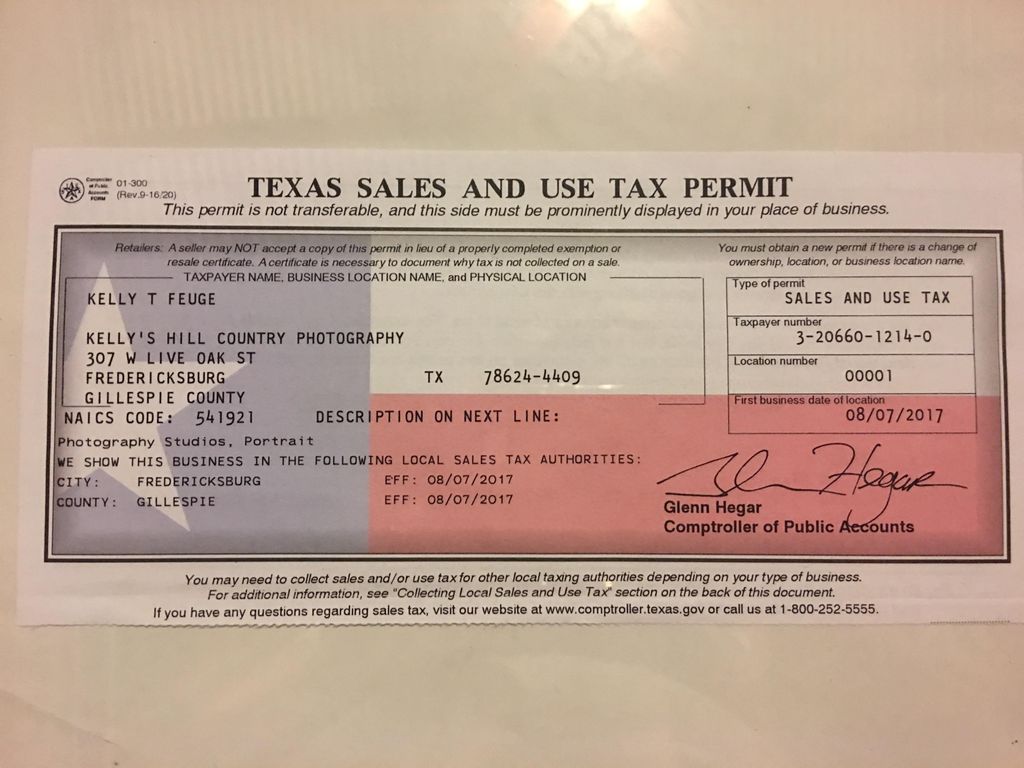 Comptroller of Public Accounts FORM
01-300
(Rev.9-16/20)
TEXAS SALES AND USE TAX PERMIT
This permit is not transferable, and this side must be prominently displayed in your place of business.
Retailers: A seller may NOT accept a copy of this permit in lieu of a properly completed exemption or
resale certificate. A certificate is necessary to document why tax is not collected on a sale.
You must obtain a new permit if there is a change of
ownership, location, or business location name.
TAXPAYER NAME, BUSINESS LOCATION NAME, and PHYSICAL LOCATION
KELLY T FEUGE
KELLY'S HILL COUNTRY PHOTOGRAPHY
307 W LIVE OAK ST
FREDERICKSBURG TX 78624-4409
GILLESPIE COUNTY
Type of permit
SALES AND USE TAX
Taxpayer number
3-20660-1214-0
Location number
00001
First business date of location
08/07/2017
NAICS CODE: 541921 DESCRIPTION ON NEXT LINE:
Photography Studios, Portrait
WE SHOW THIS BUSINESS IN THE FOLLOWING LOCAL SALES TAX AUTHORITIES:
CITY: FREDERICKSBURG EFF: 08/07/2017
COUNTY: GILLESPIE EFF: 08/07/2017
Glenn Hegar
Glenn Hegar
Comptroller of Public Accounts
You may need to collect sales and/or use tax for other local taxing authorities depending on your type of business.
For additional information, see "Collecting Local Sales and Use Tax" section on the back of this document.
If you have any questions regarding sales tax, visit our website at www.comptroller.texas.gov or call us at 1-800-252-5555.